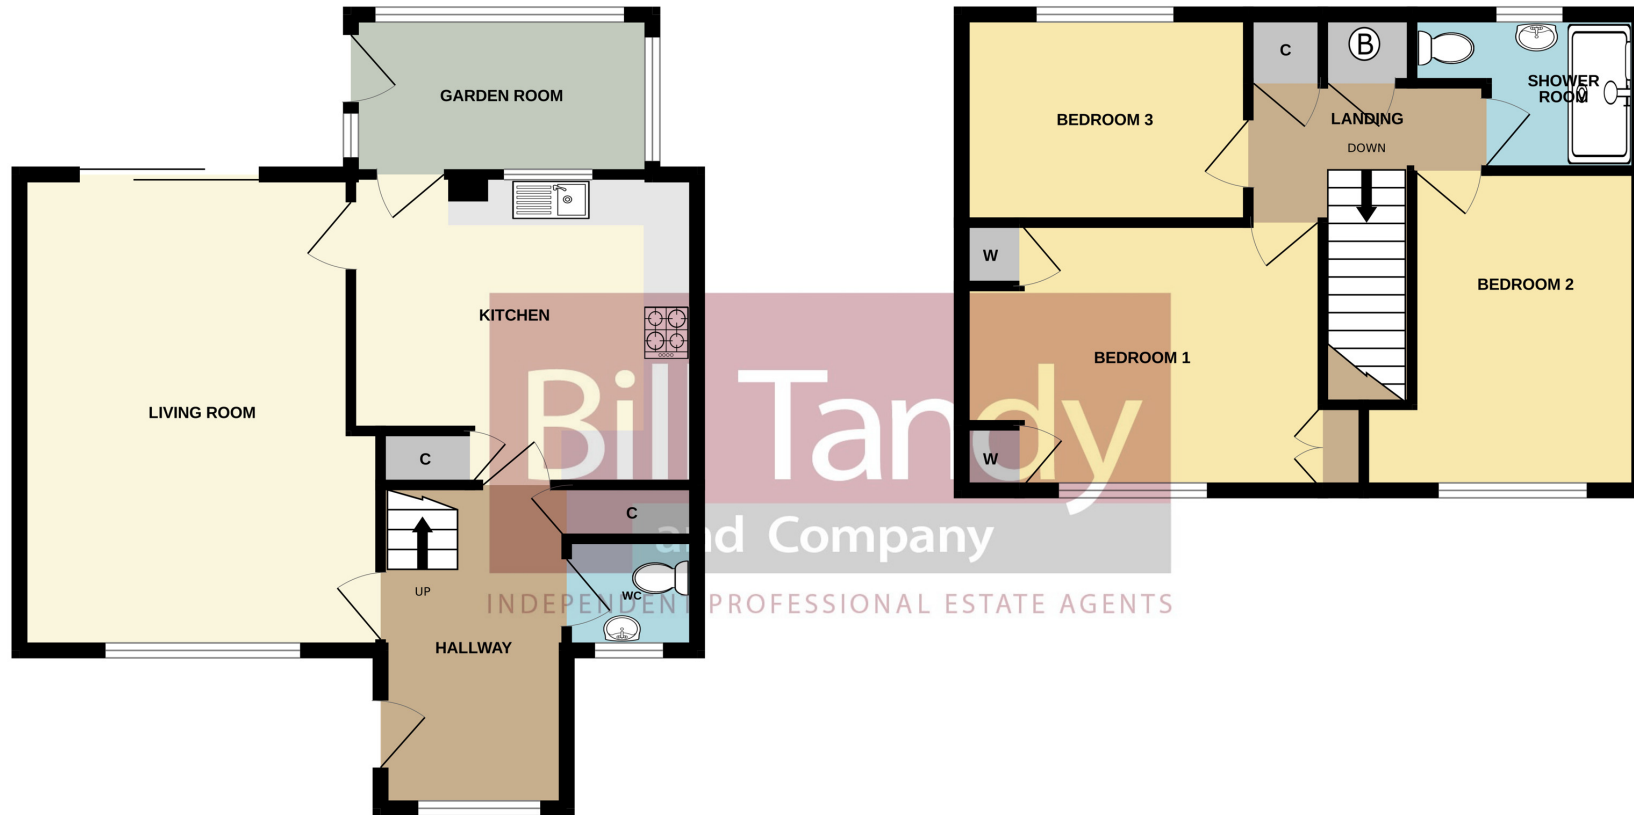 GARDEN ROOM
KITCHEN
LIVING ROOM
C
C
UP
WC
HALLWAY
BEDROOM 3
C
B
SHOWER
ROOM
LANDING
DOWN
W
BEDROOM 2
BEDROOM 1
W
Bill Tandy
and Company
INDEPENDENT PROFESSIONAL ESTATE AGENTS